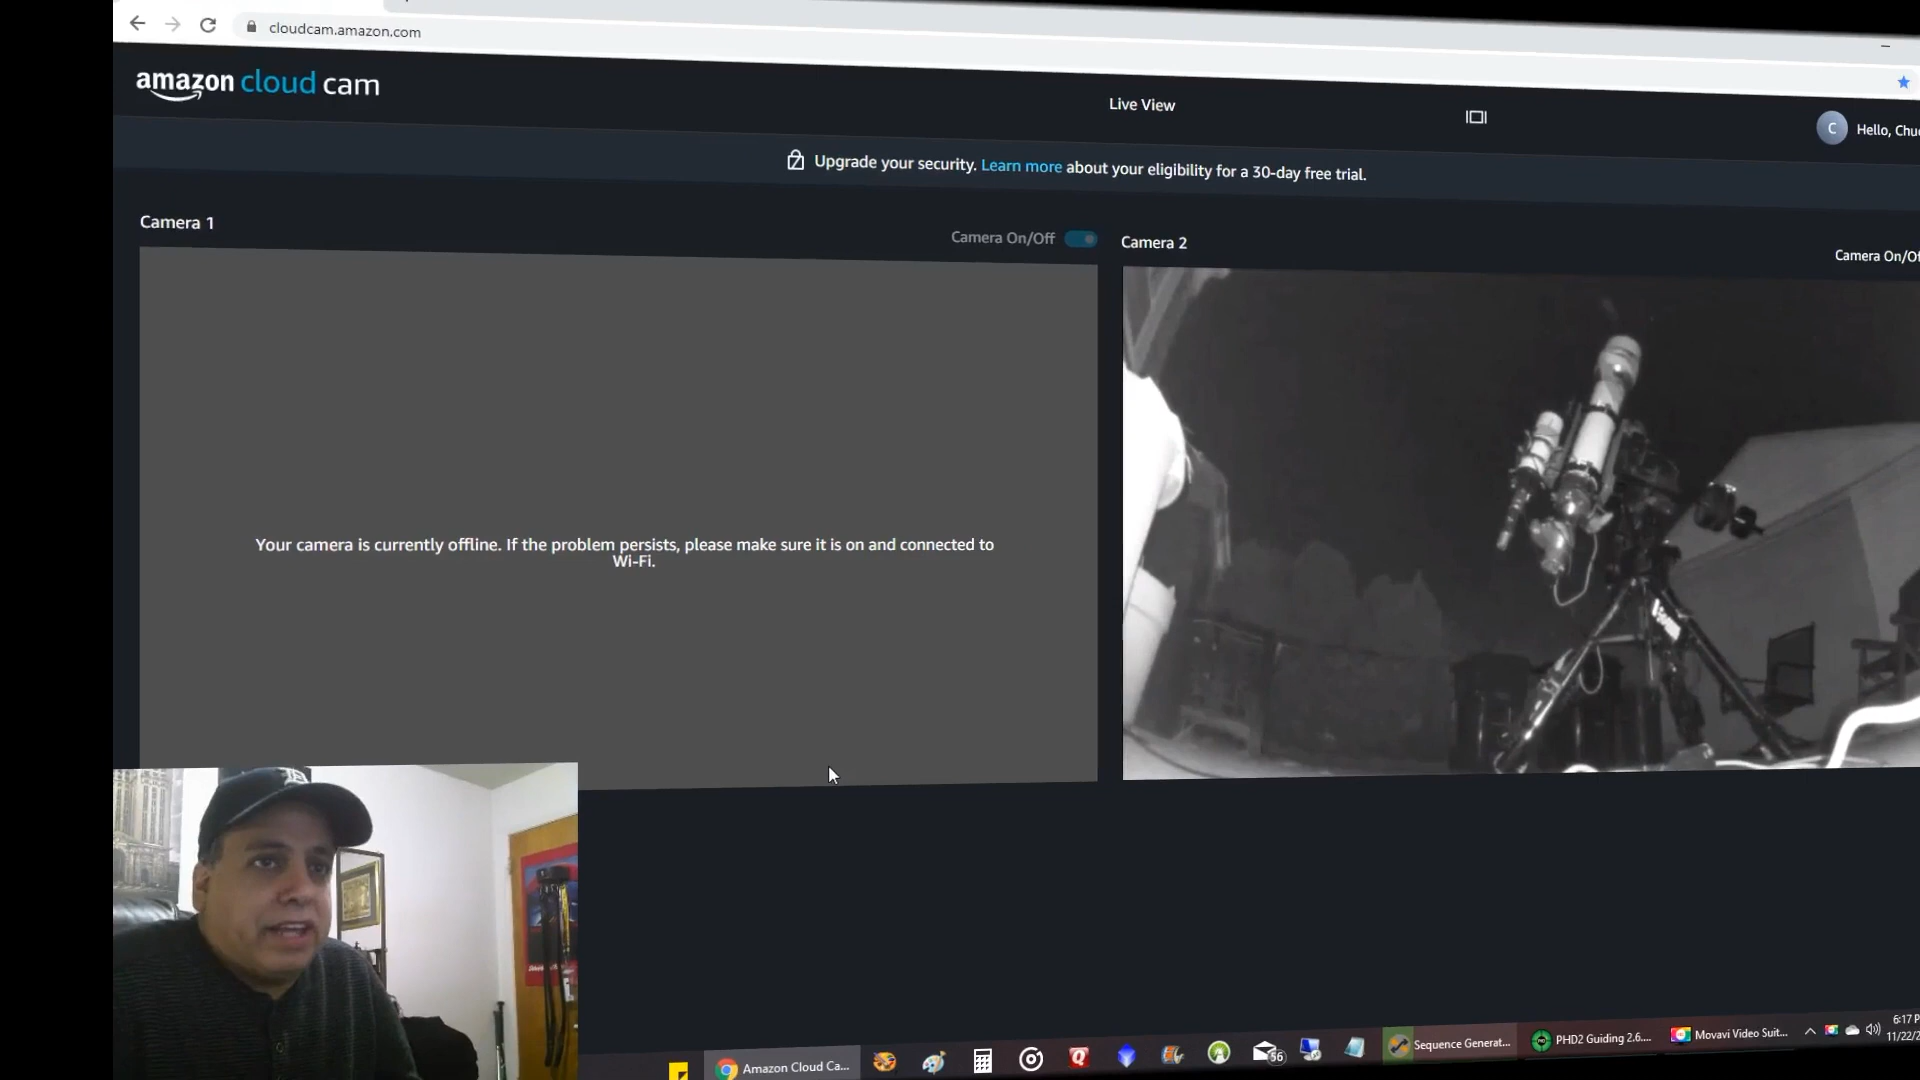 cloudcam.amazon.com
amazon cloud cam
Live View
C
Hello, Chu
Upgrade your security. Learn more about your eligibility for a 30-day free trial.
Camera 1
Camera On/Off
Camera 2
Camera On/Of
Your camera is currently offline. If the problem persists, please make sure it is on and connected to
Wi-Fi.
Amazon Cloud Ca...
56
Sequence Generat...
PHD2 Guiding 2.6....
Movavi Video Suit...
6:17 P
11/22/2